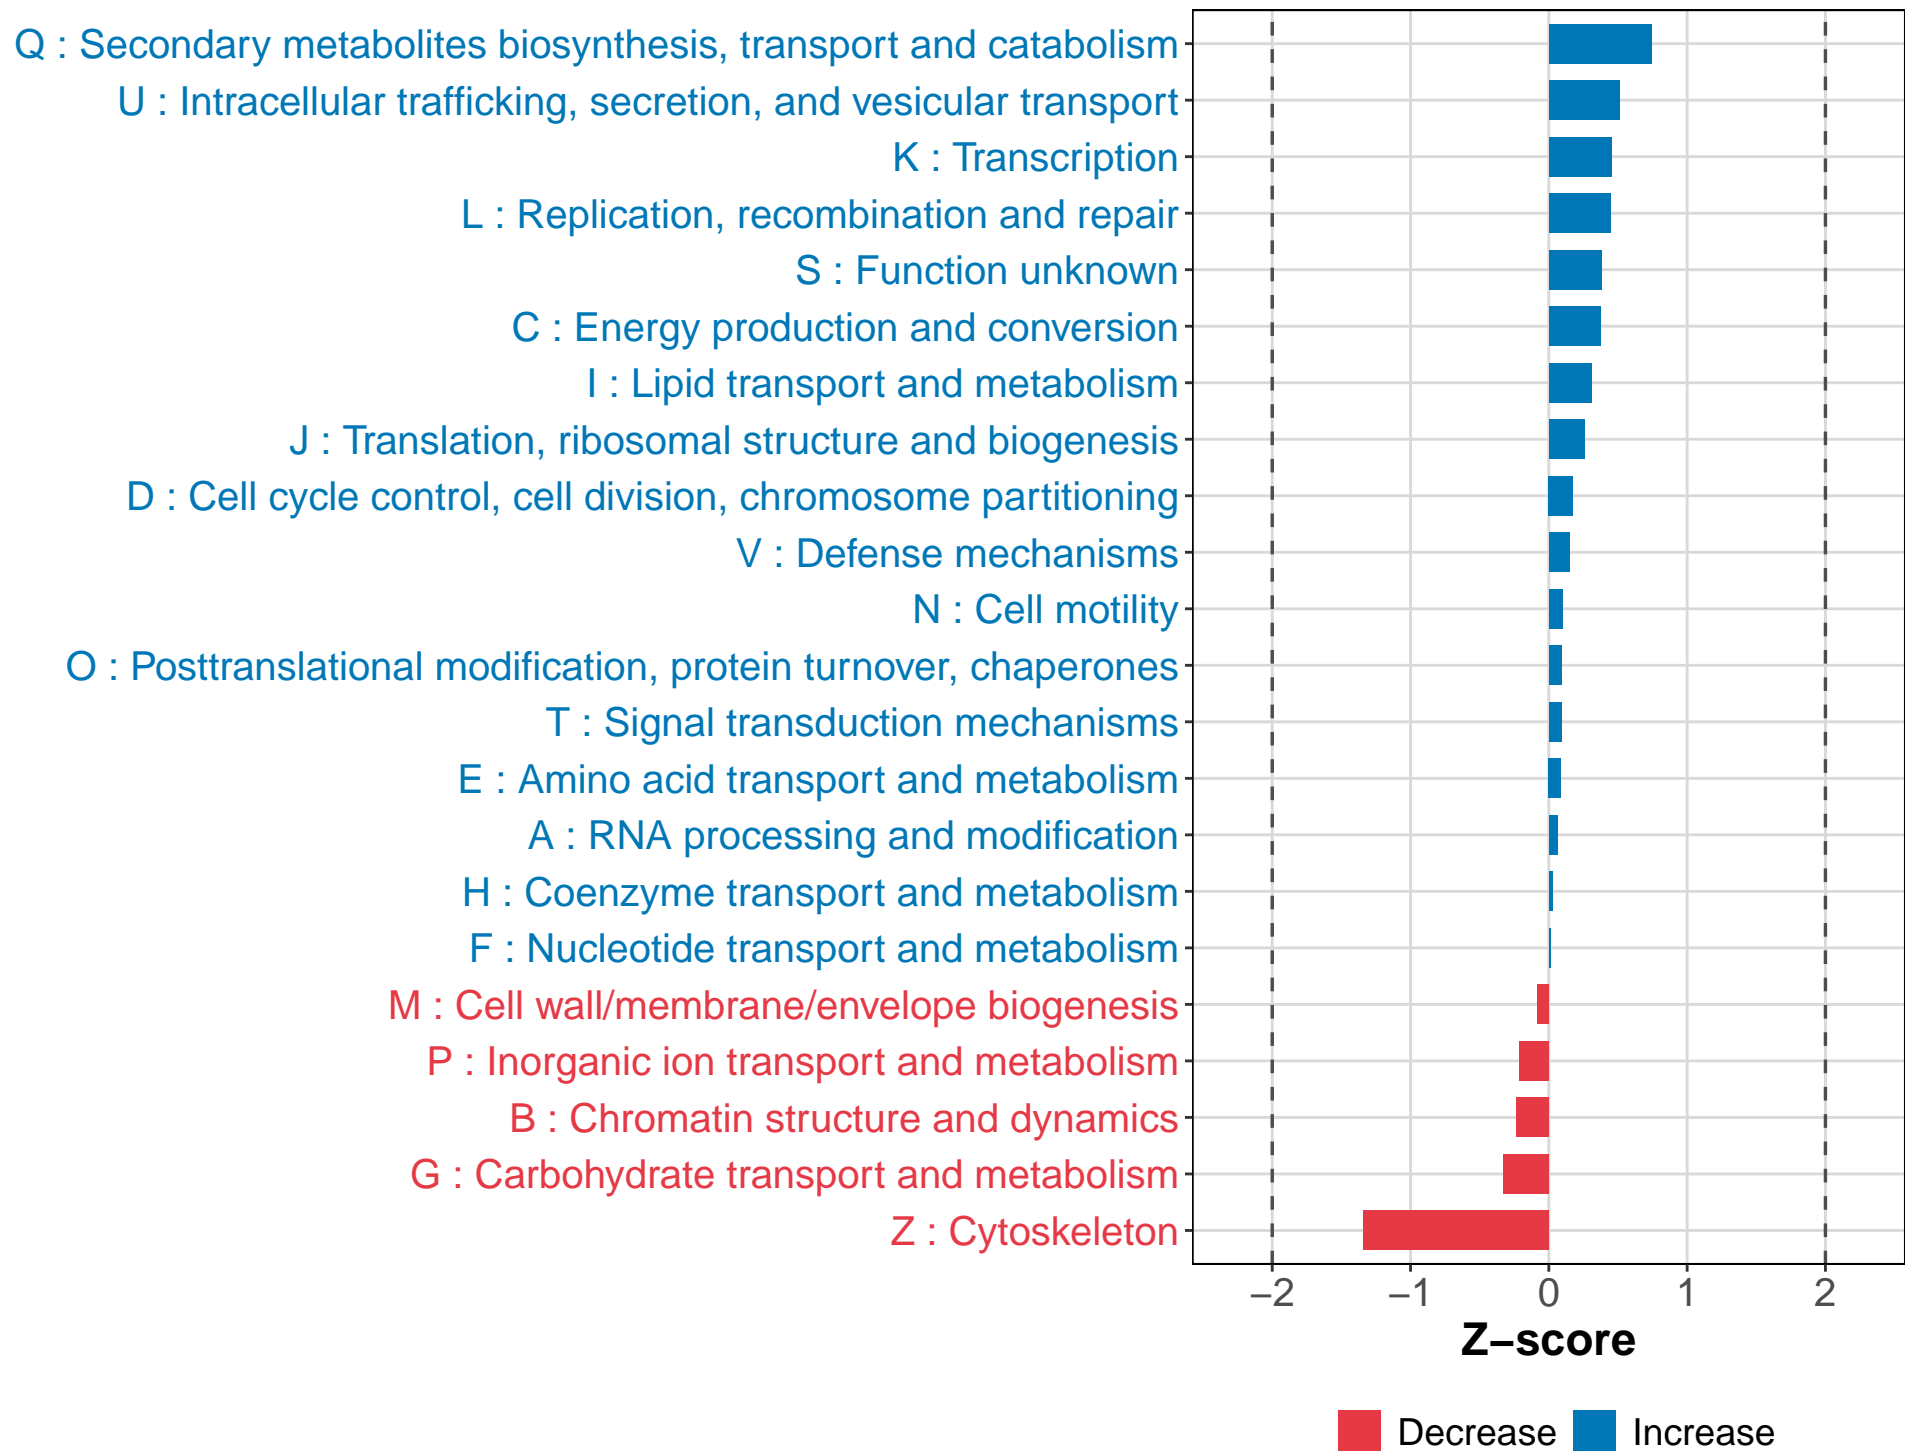 Q : Secondary metabolites biosynthesis, transport and catabolism
U : Intracellular trafficking, secretion, and vesicular transport
K : Transcription
L : Replication, recombination and repair
S : Function unknown
C : Energy production and conversion
I : Lipid transport and metabolism
J : Translation, ribosomal structure and biogenesis
D : Cell cycle control, cell division, chromosome partitioning
V : Defense mechanisms
N : Cell motility
O : Posttranslational modification, protein turnover, chaperones
T : Signal transduction mechanisms
E : Amino acid transport and metabolism
A : RNA processing and modification
H : Coenzyme transport and metabolism
F : Nucleotide transport and metabolism
M : Cell wall/membrane/envelope biogenesis
P : Inorganic ion transport and metabolism
B : Chromatin structure and dynamics
G : Carbohydrate transport and metabolism
Z : Cytoskeleton
−2 −1 0 1 2
Z−score
Decrease Increase